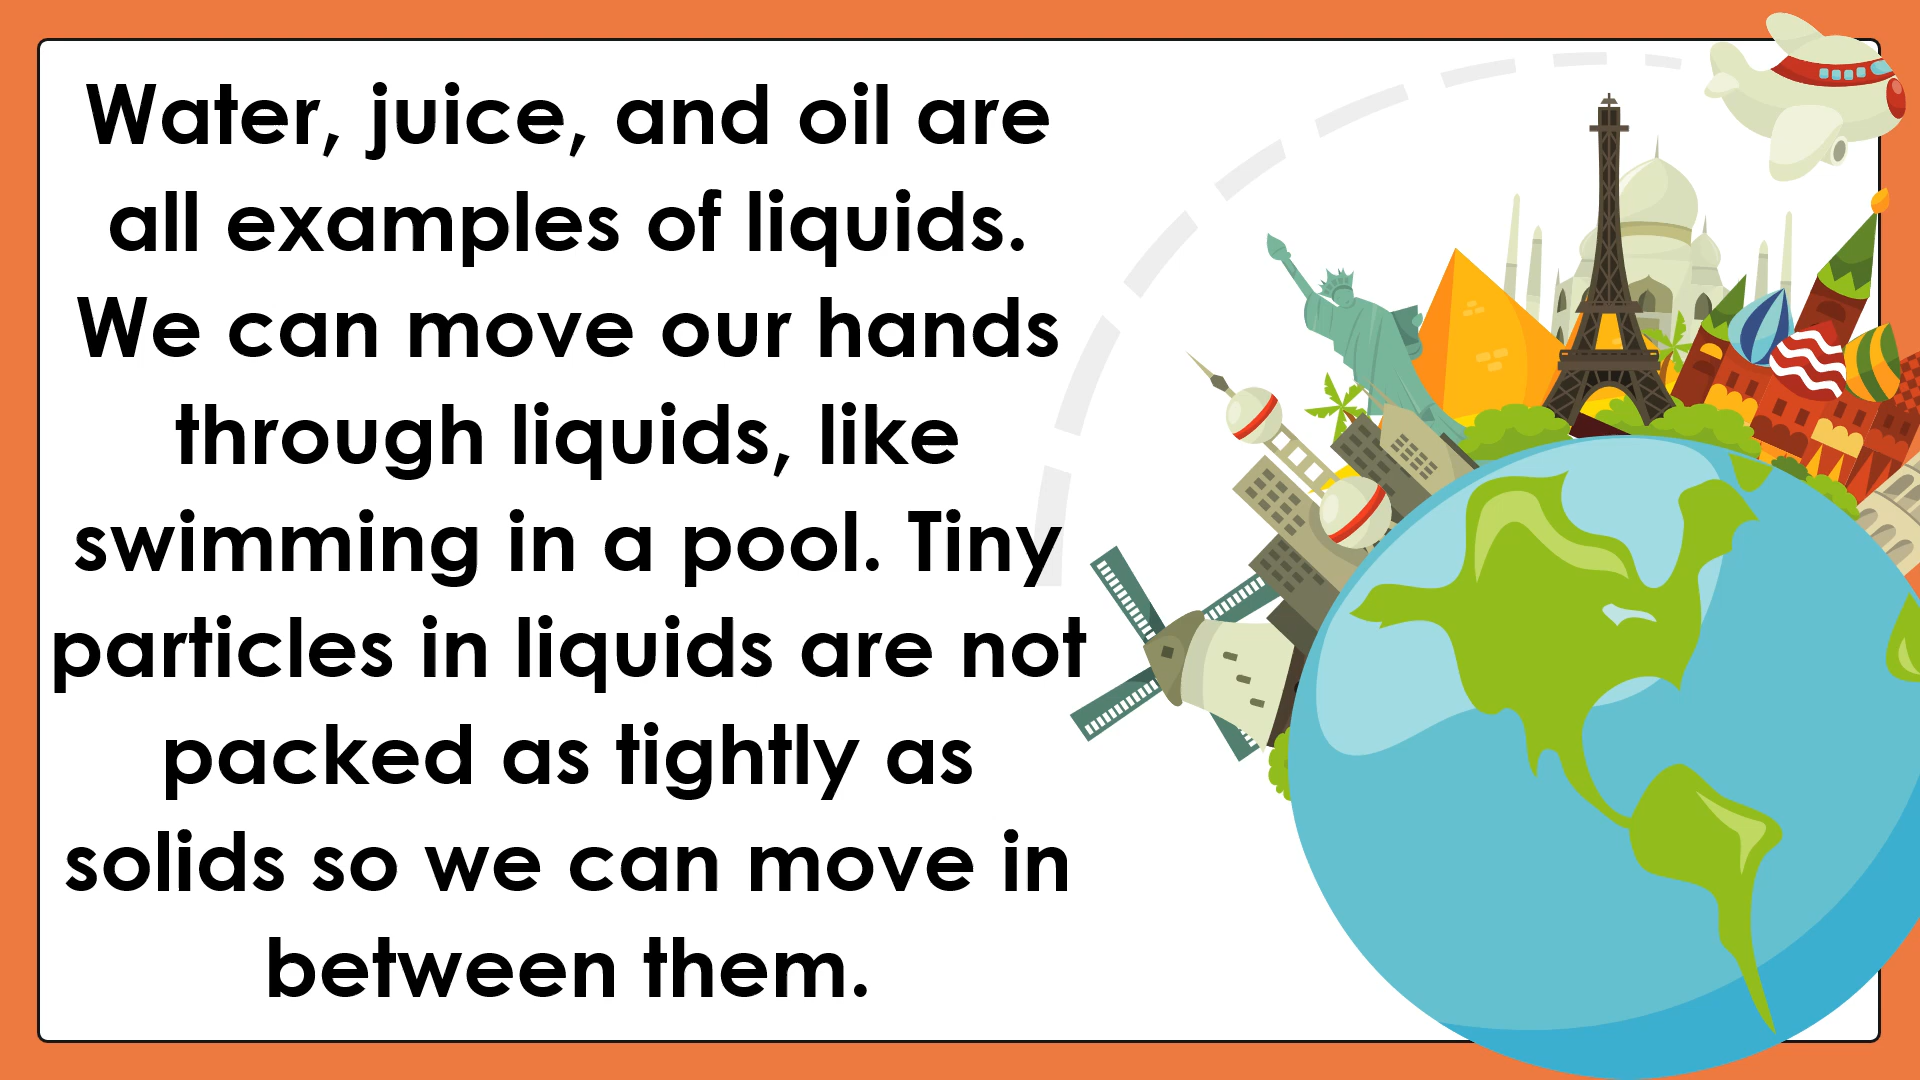 Water, juice, and oil are
all examples of liquids.
We can move our hands
through liquids, like
swimming in a pool. Tiny
particles in liquids are not
packed as tightly as
solids so we can move in
between them.